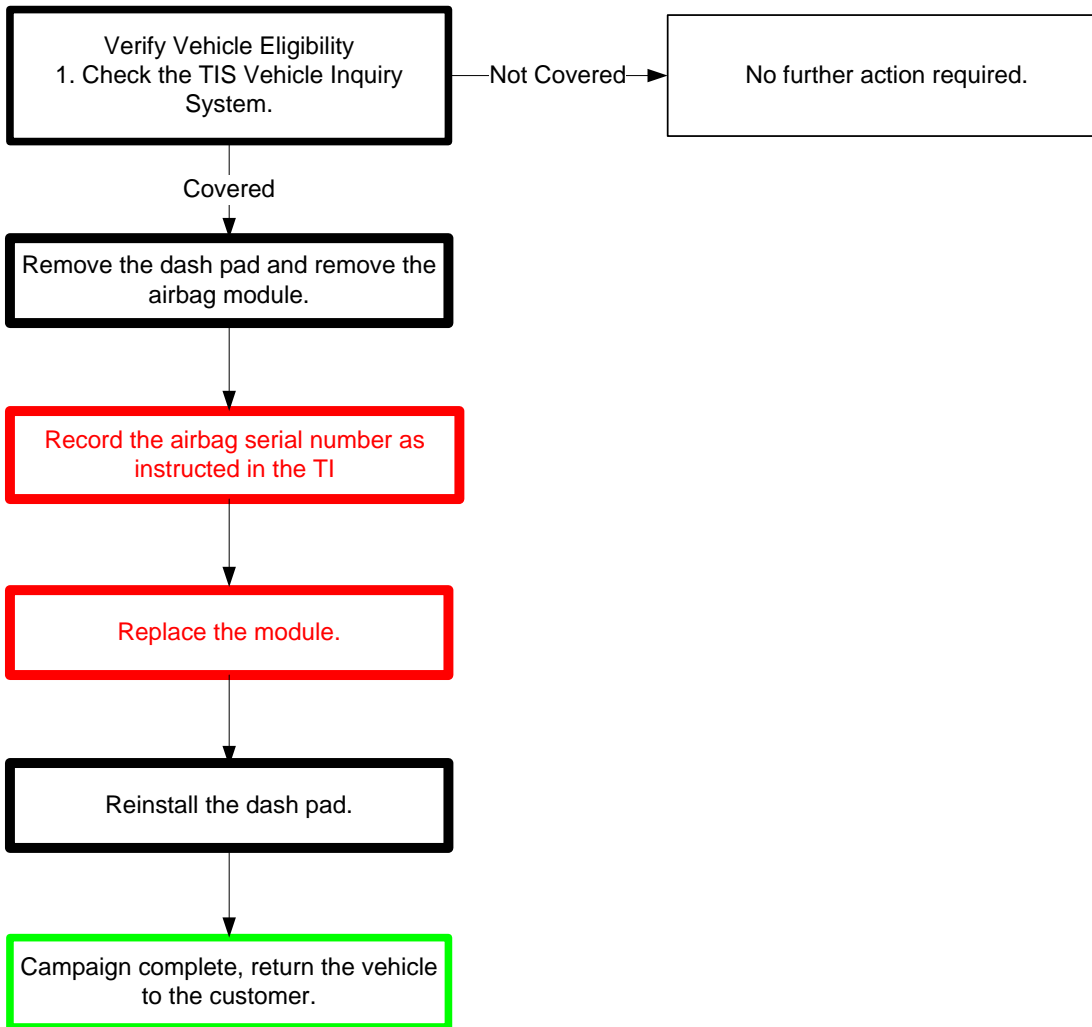 Verify Vehicle Eligibility
1. Check the TIS Vehicle Inquiry
System.
Not Covered
No further action required.
Covered
Remove the dash pad and remove the
airbag module.
Record the airbag serial number as
instructed in the TI
Replace the module.
Reinstall the dash pad.
Campaign complete, return the vehicle
to the customer.